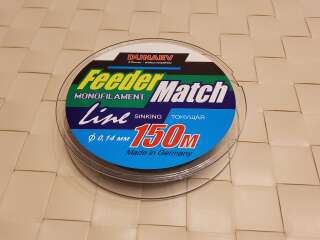 DUNAEV
Feeder Match
MONOFILAMENT
Line SINKING ТОНУЩАЯ
Ф 0,14 мм 150м
Made in Germany